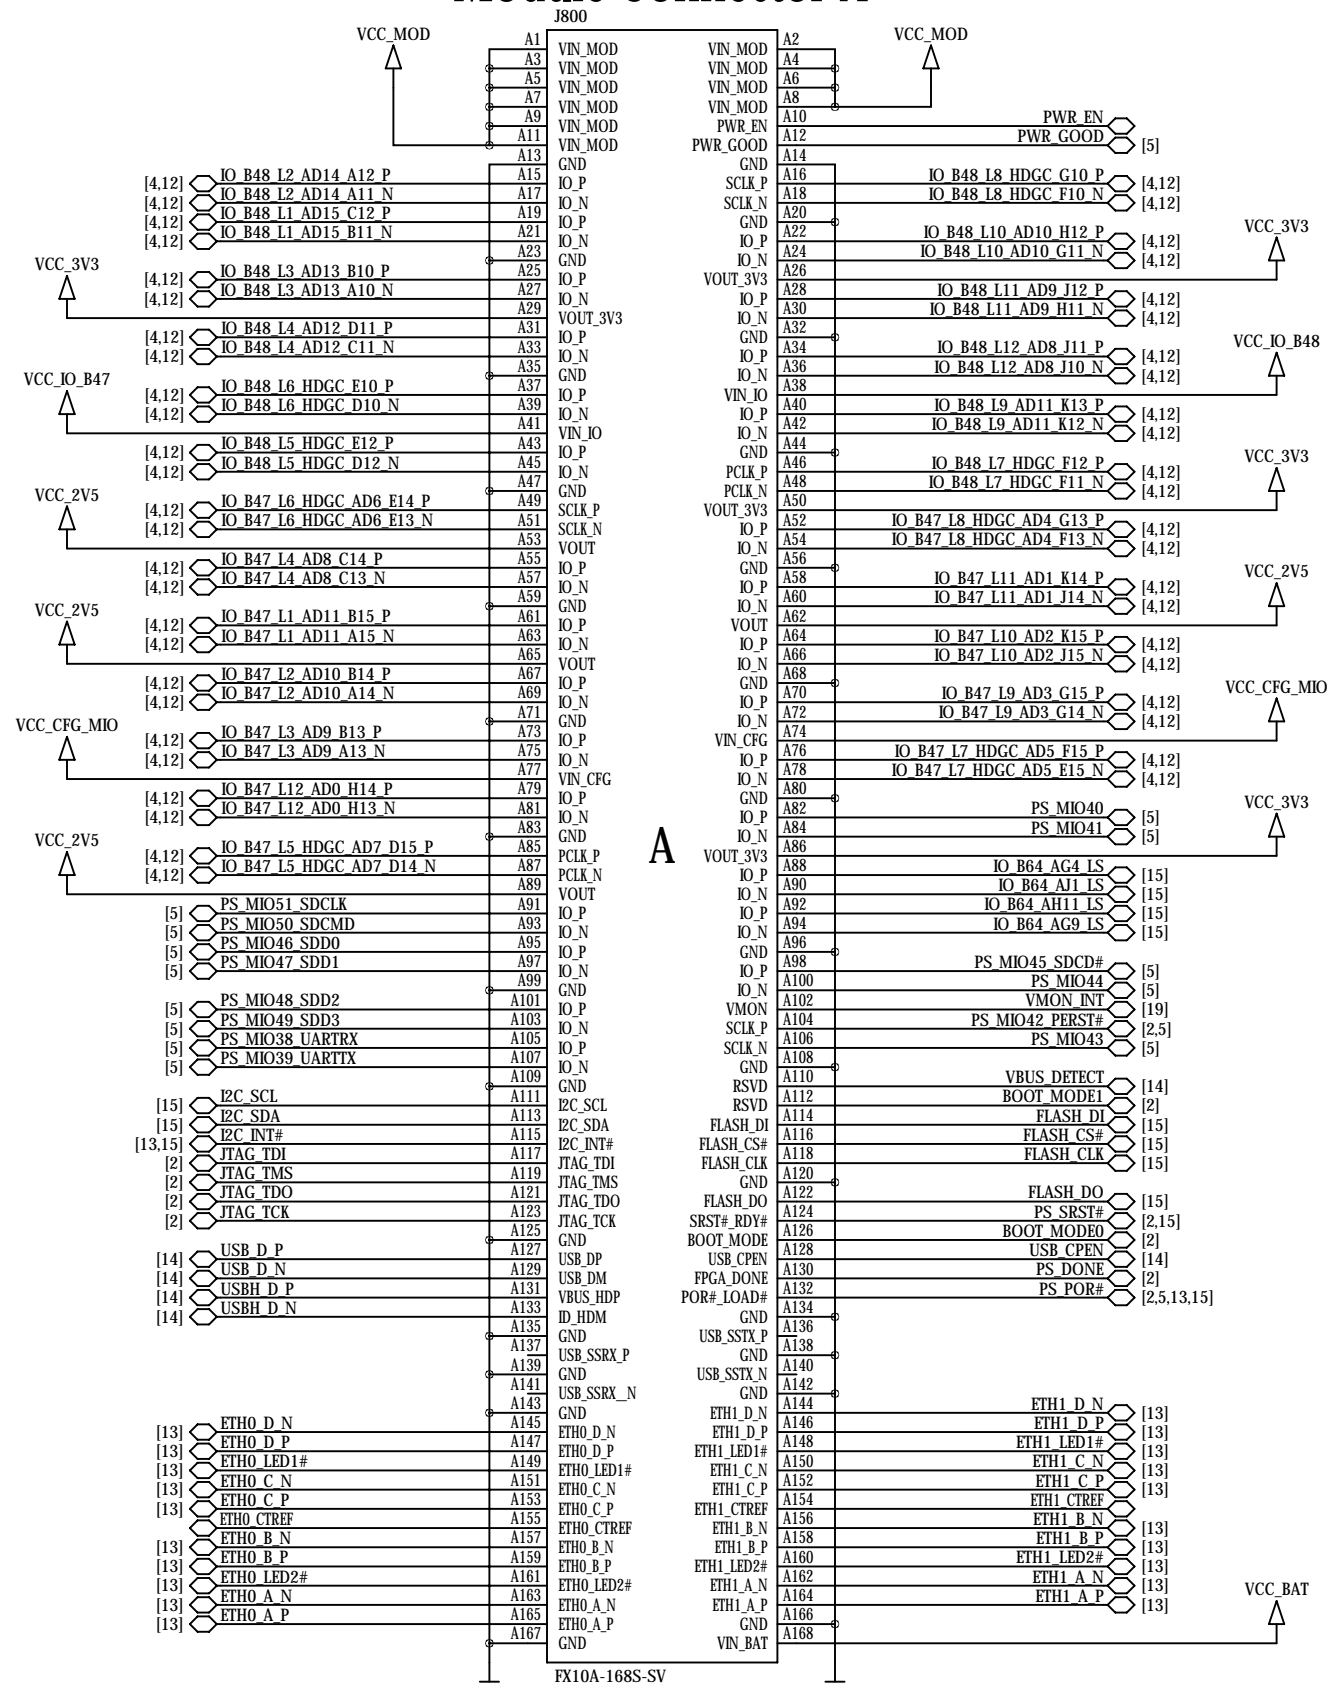 J800
VCC_MOD VCC_MOD
A1 VIN_MOD VIN_MOD A2
A3 VIN_MOD VIN_MOD A4
A5 VIN_MOD VIN_MOD A6
A7 VIN_MOD VIN_MOD A8
A9 VIN_MOD PWR_EN A10 PWR_EN
A11 VIN_MOD PWR_GOOD A12 PWR_GOOD [5]
A13 GND GND A14
[4,12] IO_B48_L2_AD14_A12_P A15 IO_P SCLK_P A16 IO_B48_L8_HDGC_G10_P [4,12]
[4,12] IO_B48_L2_AD14_A11_N A17 IO_N SCLK_N A18 IO_B48_L8_HDGC_F10_N [4,12]
[4,12] IO_B48_L1_AD15_C12_P A19 IO_P GND A20
[4,12] IO_B48_L1_AD15_B11_N A21 IO_N IO_P A22 IO_B48_L10_AD10_H12_P [4,12]
VCC_3V3
A23 GND IO_N A24 IO_B48_L10_AD10_G11_N [4,12]
VCC_3V3
[4,12] IO_B48_L3_AD13_B10_P A25 IO_P VOUT_3V3 A26
[4,12] IO_B48_L3_AD13_A10_N A27 IO_N IO_P A28 IO_B48_L11_AD9_J12_P [4,12]
A29 VOUT_3V3 IO_N A30 IO_B48_L11_AD9_H11_N [4,12]
[4,12] IO_B48_L4_AD12_D11_P A31 IO_P GND A32
VCC_IO_B48
[4,12] IO_B48_L4_AD12_C11_N A33 IO_N IO_P A34 IO_B48_L12_AD8_J11_P [4,12]
A35 GND IO_N A36 IO_B48_L12_AD8_J10_N [4,12]
VCC_IO_B47
[4,12] IO_B48_L6_HDGC_E10_P A37 IO_P VIN_IO A38
[4,12] IO_B48_L6_HDGC_D10_N A39 IO_N IO_P A40 IO_B48_L9_AD11_K13_P [4,12]
A41 VIN_IO IO_N A42 IO_B48_L9_AD11_K12_N [4,12]
[4,12] IO_B48_L5_HDGC_E12_P A43 IO_P GND A44
VCC_3V3
[4,12] IO_B48_L5_HDGC_D12_N A45 IO_N PCLK_P A46 IO_B48_L7_HDGC_F12_P [4,12]
A47 GND PCLK_N A48 IO_B48_L7_HDGC_F11_N [4,12]
VCC_2V5
[4,12] IO_B47_L6_HDGC_AD6_E14_P A49 SCLK_P VOUT_3V3 A50
[4,12] IO_B47_L6_HDGC_AD6_E13_N A51 SCLK_N IO_P A52 IO_B47_L8_HDGC_AD4_G13_P [4,12]
A53 VOUT IO_N A54 IO_B47_L8_HDGC_AD4_F13_N [4,12]
[4,12] IO_B47_L4_AD8_C14_P A55 IO_P GND A56
VCC_2V5
[4,12] IO_B47_L4_AD8_C13_N A57 IO_N IO_P A58 IO_B47_L11_AD1_K14_P [4,12]
A59 GND IO_N A60 IO_B47_L11_AD1_J14_N [4,12]
VCC_2V5
[4,12] IO_B47_L1_AD11_B15_P A61 IO_P VOUT A62
[4,12] IO_B47_L1_AD11_A15_N A63 IO_N IO_P A64 IO_B47_L10_AD2_K15_P [4,12]
A65 VOUT IO_N A66 IO_B47_L10_AD2_J15_N [4,12]
[4,12] IO_B47_L2_AD10_B14_P A67 IO_P GND A68
VCC_CFG_MIO
[4,12] IO_B47_L2_AD10_A14_N A69 IO_N IO_P A70 IO_B47_L9_AD3_G15_P [4,12]
A71 GND IO_N A72 IO_B47_L9_AD3_G14_N [4,12]
VCC_CFG_MIO
[4,12] IO_B47_L3_AD9_B13_P A73 IO_P VIN_CFG A74
[4,12] IO_B47_L3_AD9_A13_N A75 IO_N IO_P A76 IO_B47_L7_HDGC_AD5_F15_P [4,12]
A77 VIN_CFG IO_N A78 IO_B47_L7_HDGC_AD5_E15_N [4,12]
[4,12] IO_B47_L12_AD0_H14_P A79 IO_P GND A80
VCC_3V3
[4,12] IO_B47_L12_AD0_H13_N A81 IO_N IO_P A82 PS_MIO40 [5]
A83 GND IO_N A84 PS_MIO41 [5]
VCC_2V5
A
[4,12] IO_B47_L5_HDGC_AD7_D15_P A85 PCLK_P VOUT_3V3 A86
[4,12] IO_B47_L5_HDGC_AD7_D14_N A87 PCLK_N IO_P A88 IO_B64_AG4_LS [15]
A89 VOUT IO_N A90 IO_B64_AJ1_LS [15]
[5] PS_MIO51_SDCLK A91 IO_P IO_P A92 IO_B64_AH11_LS [15]
[5] PS_MIO50_SDCMD A93 IO_N IO_N A94 IO_B64_AG9_LS [15]
[5] PS_MIO46_SDD0 A95 IO_P GND A96
[5] PS_MIO47_SDD1 A97 IO_N IO_P A98 PS_MIO45_SDCD# [5]
A99 GND IO_N A100 PS_MIO44 [5]
[5] PS_MIO48_SDD2 A101 IO_P VMON A102 VMON_INT [19]
[5] PS_MIO49_SDD3 A103 IO_N SCLK_P A104 PS_MIO42_PERST# [2,5]
[5] PS_MIO38_UARTRX A105 IO_P SCLK_N A106 PS_MIO43 [5]
[5] PS_MIO39_UARTTX A107 IO_N GND A108
A109 GND RSVD A110 VBUS_DETECT [14]
[15] I2C_SCL A111 I2C_SCL RSVD A112 BOOT_MODE1 [2]
[15] I2C_SDA A113 I2C_SDA FLASH_DI A114 FLASH_DI [15]
[13,15] I2C_INT# A115 I2C_INT# FLASH_CS# A116 FLASH_CS# [15]
[2] JTAG_TDI A117 JTAG_TDI FLASH_CLK A118 FLASH_CLK [15]
[2] JTAG_TMS A119 JTAG_TMS GND A120
[2] JTAG_TDO A121 JTAG_TDO FLASH_DO A122 FLASH_DO [15]
[2] JTAG_TCK A123 JTAG_TCK SRST#_RDY# A124 PS_SRST# [2,15]
A125 GND BOOT_MODE A126 BOOT_MODE0 [2]
[14] USB_D_P A127 USB_DP USB_CPEN A128 USB_CPEN [14]
[14] USB_D_N A129 USB_DM FPGA_DONE A130 PS_DONE [2]
[14] USBH_D_P A131 VBUS_HDP POR#_LOAD# A132 PS_POR# [2,5,13,15]
[14] USBH_D_N A133 ID_HDM GND A134
A135 GND USB_SSTX_P A136
A137 USB_SSRX_P GND A138
A139 GND USB_SSTX_N A140
A141 USB_SSRX__N GND A142
A143 GND ETH1_D_N A144 ETH1_D_N [13]
[13] ETH0_D_N A145 ETH0_D_N ETH1_D_P A146 ETH1_D_P [13]
[13] ETH0_D_P A147 ETH0_D_P ETH1_LED1# A148 ETH1_LED1# [13]
[13] ETH0_LED1# A149 ETH0_LED1# ETH1_C_N A150 ETH1_C_N [13]
[13] ETH0_C_N A151 ETH0_C_N ETH1_C_P A152 ETH1_C_P [13]
[13] ETH0_C_P A153 ETH0_C_P ETH1_CTREF A154 ETH1_CTREF
ETH0_CTREF A155 ETH0_CTREF ETH1_B_N A156 ETH1_B_N [13]
[13] ETH0_B_N A157 ETH0_B_N ETH1_B_P A158 ETH1_B_P [13]
[13] ETH0_B_P A159 ETH0_B_P ETH1_LED2# A160 ETH1_LED2# [13]
[13] ETH0_LED2# A161 ETH0_LED2# ETH1_A_N A162 ETH1_A_N [13]
VCC_BAT
[13] ETH0_A_N A163 ETH0_A_N ETH1_A_P A164 ETH1_A_P [13]
[13] ETH0_A_P A165 ETH0_A_P GND A166
A167 GND VIN_BAT A168
FX10A-168S-SV